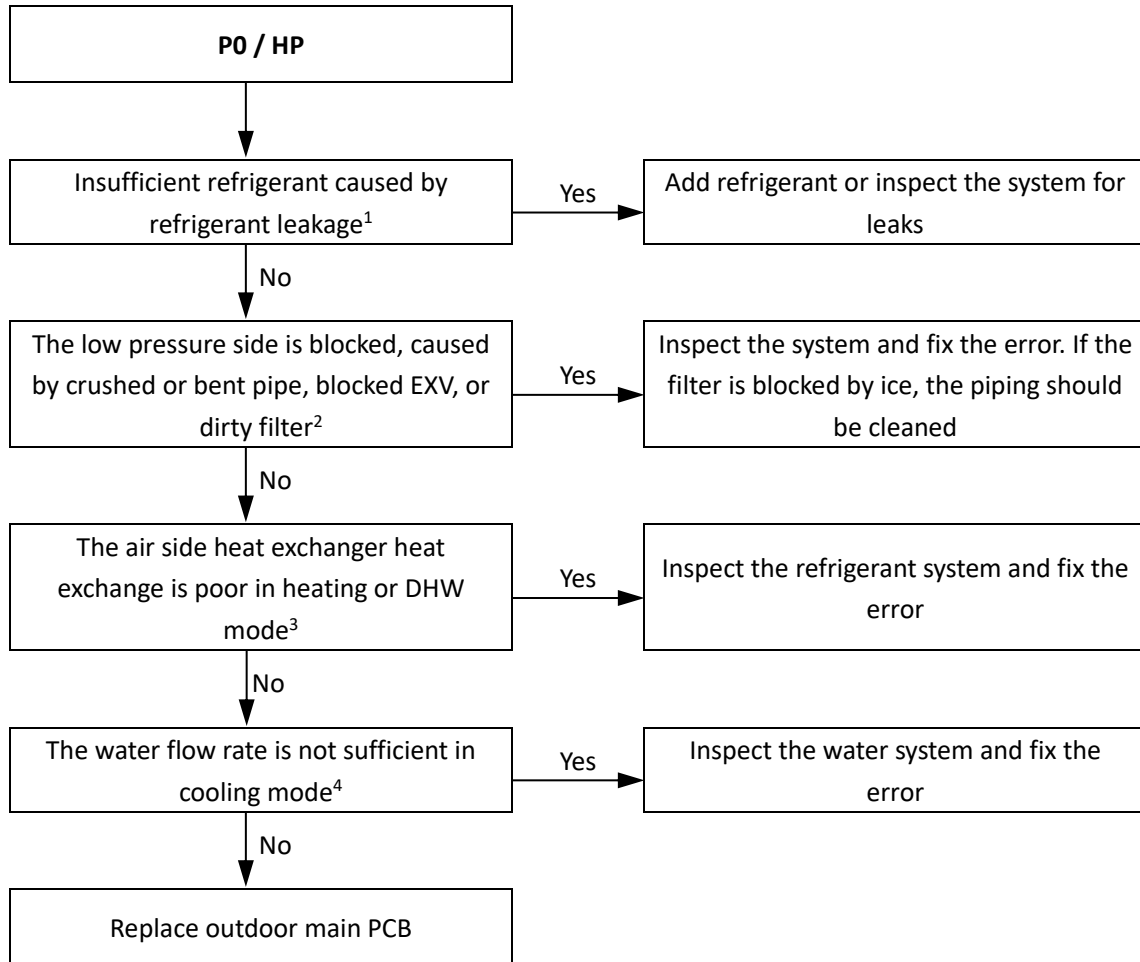 P0 / HP
Insufficient refrigerant caused by
refrigerant leakage¹
Yes
Add refrigerant or inspect the system for
leaks
No
The low pressure side is blocked, caused
by crushed or bent pipe, blocked EXV, or
dirty filter²
Yes
Inspect the system and fix the error. If the
filter is blocked by ice, the piping should
be cleaned
No
The air side heat exchanger heat
exchange is poor in heating or DHW
mode³
Yes
Inspect the refrigerant system and fix the
error
No
The water flow rate is not sufficient in
cooling mode⁴
Yes
Inspect the water system and fix the
error
No
Replace outdoor main PCB